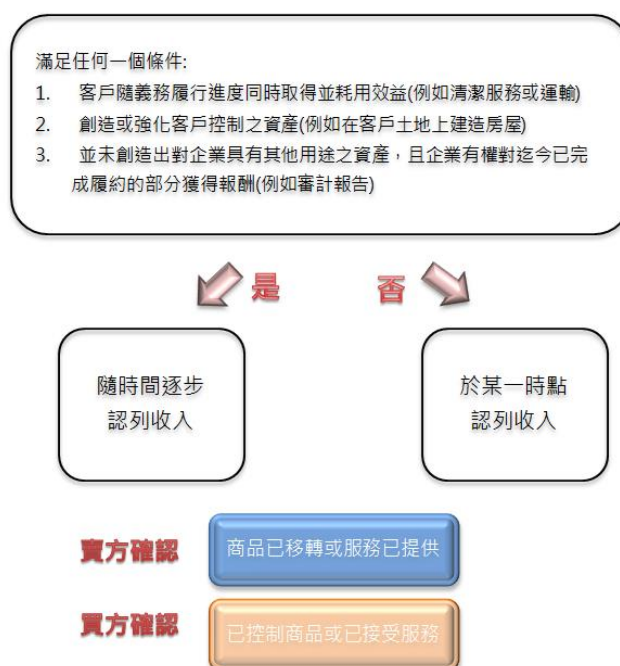 滿足任何一個條件:
1. 客戶隨義務履行進度同時取得並耗用效益(例如清潔服務或運輸)
2. 創造或強化客戶控制之資產(例如在客戶土地上建造房屋)
3. 並未創造出對企業具有其他用途之資產，且企業有權對迄今已完
成履約的部分獲得報酬(例如審計報告)
是
否
隨時間逐步
認列收入
於某一時點
認列收入
賣方確認
商品已移轉或服務已提供
買方確認
已控制商品或已接受服務